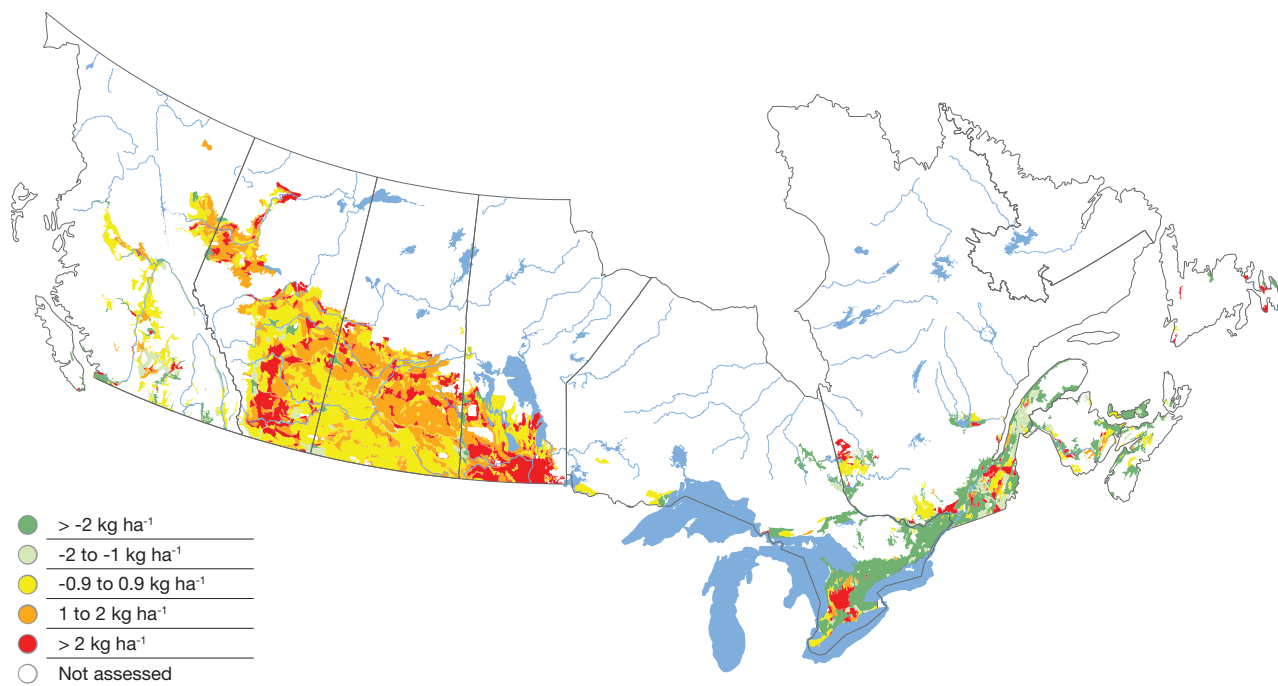 > -2 kg ha⁻¹
-2 to -1 kg ha⁻¹
-0.9 to 0.9 kg ha⁻¹
1 to 2 kg ha⁻¹
> 2 kg ha⁻¹
Not assessed